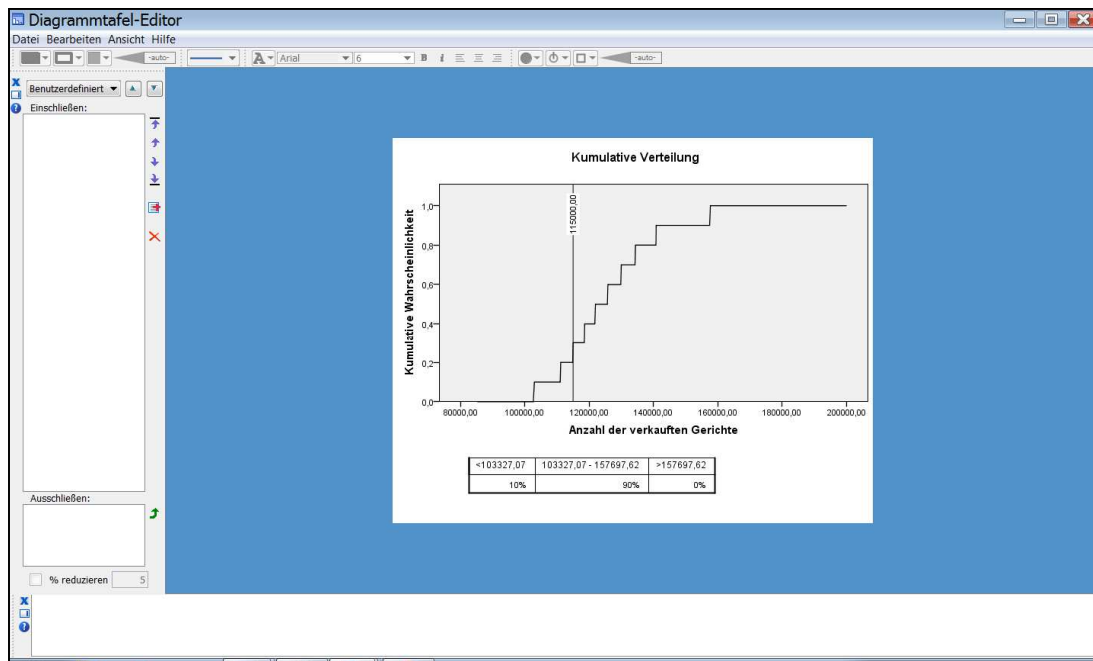 Diagrammtafel-Editor
Datei Bearbeiten Ansicht Hilfe
-auto- Arial 6 B i -auto-
Benutzerdefiniert
Einschließen:
Ausschließen:
% reduzieren 5
Kumulative Verteilung
115000,00
Kumulative Wahrscheinlichkeit
1,0
0,8
0,6
0,4
0,2
0,0
80000,00 100000,00 120000,00 140000,00 160000,00 180000,00 200000,00
Anzahl der verkauften Gerichte
<103327,07 103327,07 - 157697,62 >157697,62
10% 90% 0%